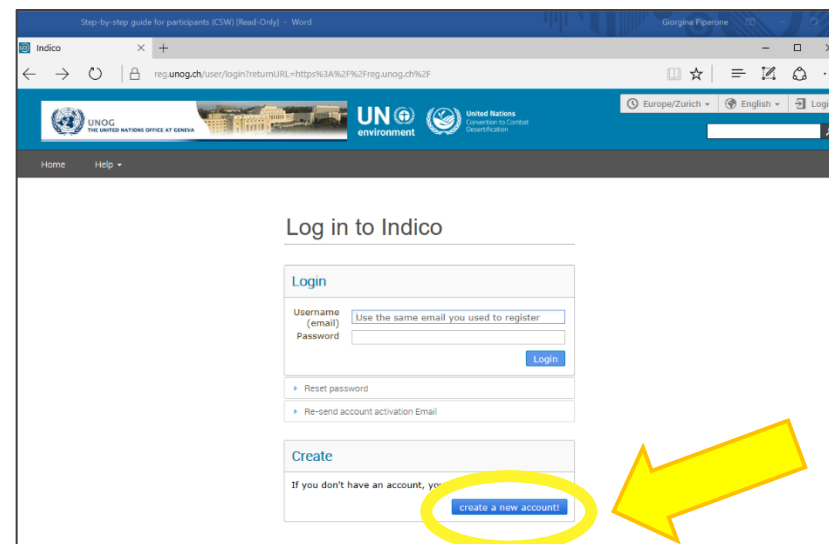 Step-by-step guide for participants (CSW) [Read-Only] - Word
Giorgina Piperone
Indico
reg.unog.ch/user/login?returnURL=https%3A%2F%2Freg.unog.ch%2F
Europe/Zurich
English
UNOG
THE UNITED NATIONS OFFICE AT GENEVA
UN
environment
United Nations
Convention to Combat
Desertification
Home Help
Log in to Indico
Login
Username
(email)
Use the same email you used to register
Password
Login
Reset password
Re-send account activation Email
Create
If you don't have an account,
create a new account!